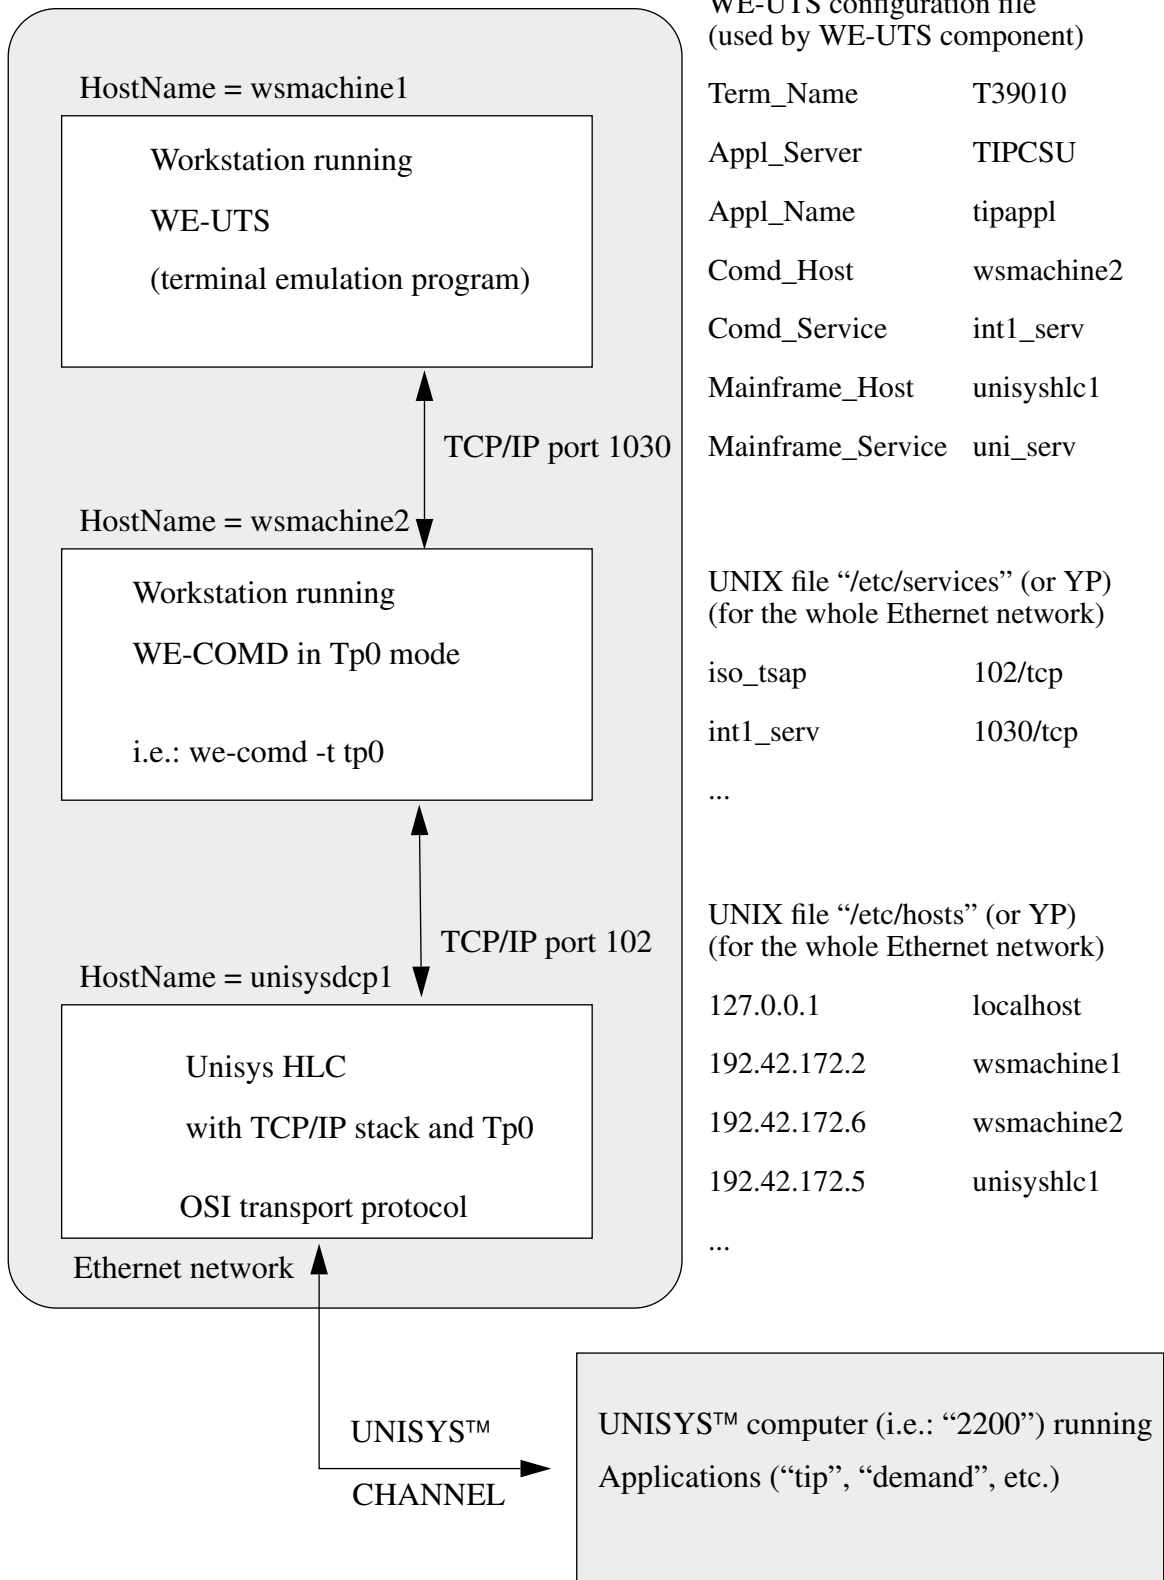 WE-UTS configuration file
(used by WE-UTS component)
HostName = wsmachine1
Term_Name T39010
Workstation running
Appl_Server TIPCSU
WE-UTS
Appl_Name tipappl
(terminal emulation program)
Comd_Host wsmachine2
Comd_Service int1_serv
Mainframe_Host unisyshlc1
TCP/IP port 1030
Mainframe_Service uni_serv
HostName = wsmachine2
Workstation running
WE-COMD in Tp0 mode
i.e.: we-comd -t tp0
UNIX file “/etc/services” (or YP)
(for the whole Ethernet network)
iso_tsap 102/tcp
int1_serv 1030/tcp
...
TCP/IP port 102
HostName = unisysdcp1
Unisys HLC
with TCP/IP stack and Tp0
OSI transport protocol
Ethernet network
UNIX file “/etc/hosts” (or YP)
(for the whole Ethernet network)
127.0.0.1 localhost
192.42.172.2 wsmachine1
192.42.172.6 wsmachine2
192.42.172.5 unisyshlc1
...
UNISYS™
CHANNEL
UNISYS™ computer (i.e.: “2200”) running
Applications (“tip”, “demand”, etc.)